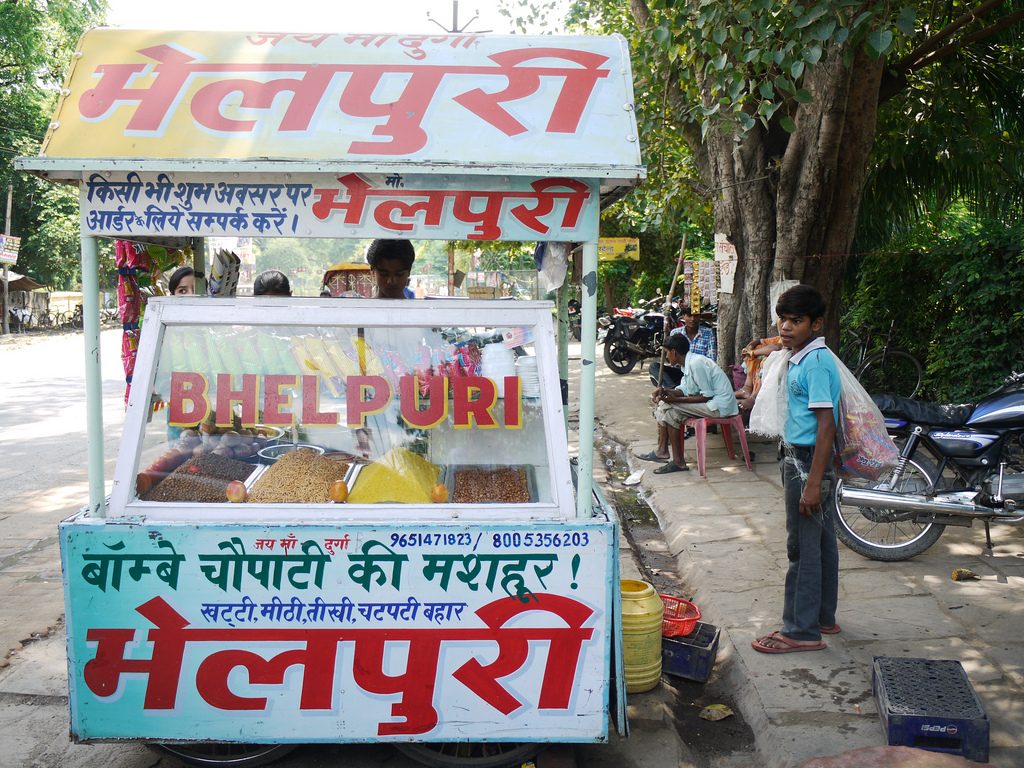 जय माँ दुर्गा
भेलपुरी
किसी भी शुभ अवसर पर
आर्डर के लिये सम्पर्क करें।
मो.
भेलपुरी
BHELPURI
जय माँ दुर्गा
9651471823/ 8005356203
बॉम्बे चौपाटी की मशहूर!
खट्टी, मीठी, तीखी, चटपटी बहार
भेलपुरी
PEPSI